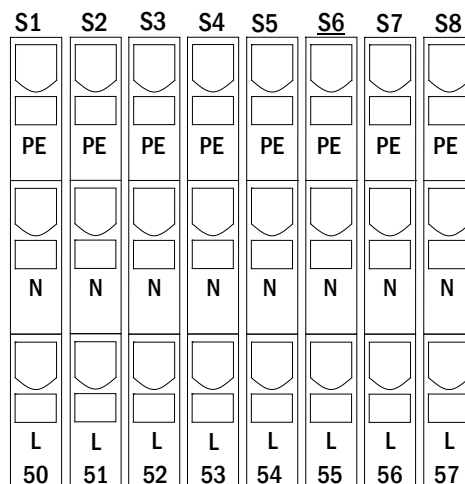 S1 S2 S3 S4 S5 S6 S7 S8
PE PE PE PE PE PE PE PE
N N N N N N N N
L L L L L L L L
50 51 52 53 54 55 56 57